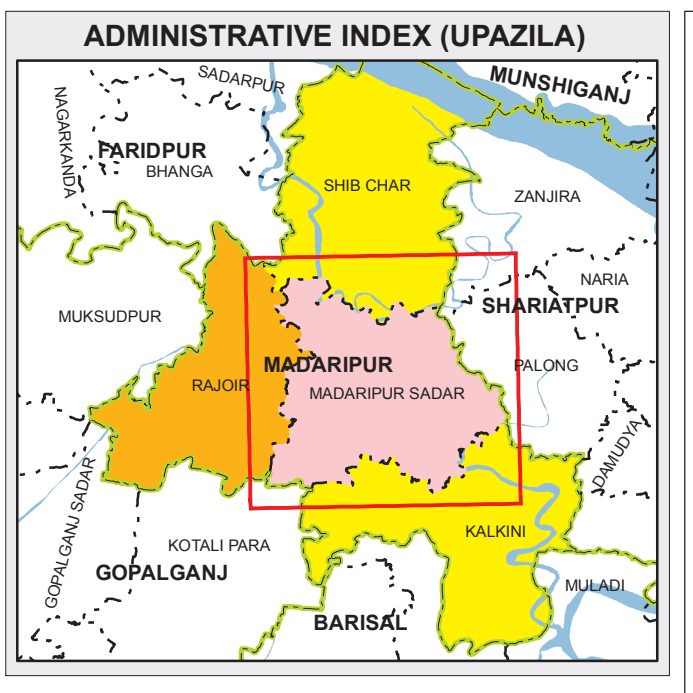 ADMINISTRATIVE INDEX (UPAZILA)
SADARPUR
MUNSHIGANJ
NAGARKANDA
FARIDPUR
BHANGA
SHIB CHAR
ZANJIRA
NARIA
SHARIATPUR
MUKSUDPUR
MADARIPUR
PALONG
RAJOIR
MADARIPUR SADAR
DAMUDYA
GOPALGANJ SADAR
KALKINI
KOTALI PARA
GOPALGANJ
MULADI
BARISAL